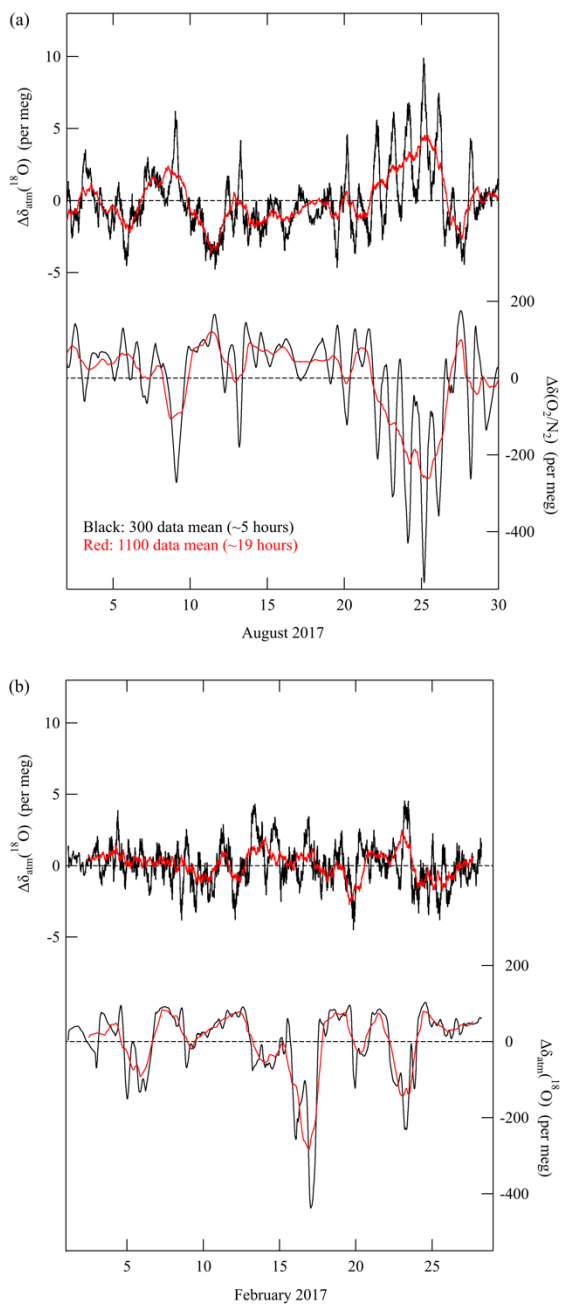 (a)
10
5
0
-5
Δδatm(¹⁸O) (per meg)
200
0
-200
-400
Δδ(O₂/N₂) (per meg)
Black: 300 data mean (~5 hours)
Red: 1100 data mean (~19 hours)
5 10 15 20 25 30
August 2017
(b)
10
5
0
-5
Δδatm(¹⁸O) (per meg)
200
0
-200
-400
Δδatm(¹⁸O) (per meg)
5 10 15 20 25
February 2017